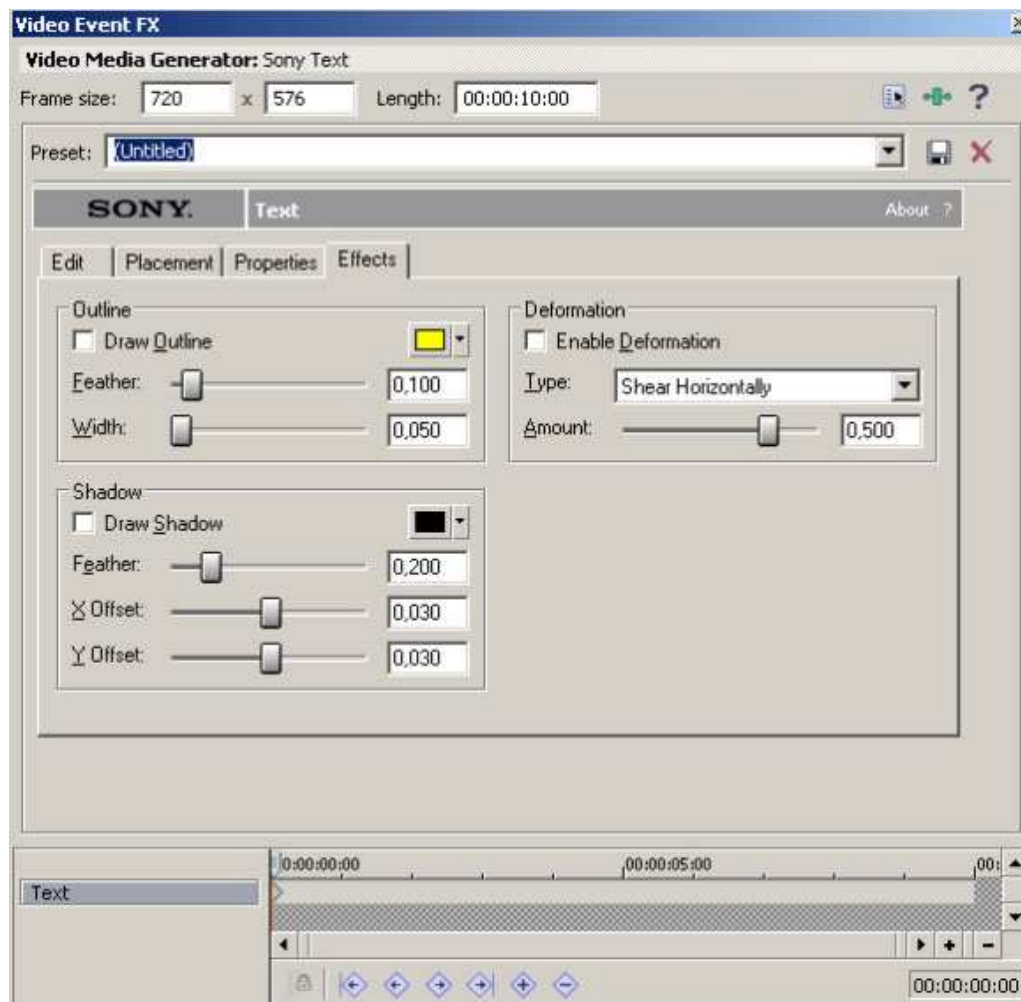 Video Event FX
Video Media Generator: Sony Text
Frame size: 720 x 576 Length: 00:00:10:00 ?
Preset: (Untitled)
SONY. Text About ?
Edit Placement Properties Effects
Outline
Draw Outline
Feather: 0,100
Width: 0,050
Deformation
Enable Deformation
Type: Shear Horizontally
Amount: 0,500
Shadow
Draw Shadow
Feather: 0,200
X Offset: 0,030
Y Offset: 0,030
0:00:00:00 00:00:05:00 00:
Text
00:00:00:00